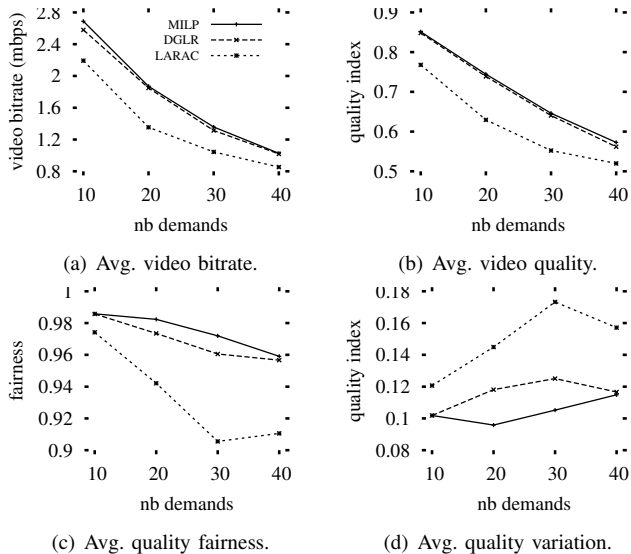 2.8
2.4
2
1.6
1.2
0.8
video bitrate (mbps)
MILP
DGLR
LARAC
10 20 30 40
nb demands
(a) Avg. video bitrate.
0.9
0.8
0.7
0.6
0.5
quality index
10 20 30 40
nb demands
(b) Avg. video quality.
1
0.98
0.96
0.94
0.92
0.9
fairness
10 20 30 40
nb demands
(c) Avg. quality fairness.
0.18
0.16
0.14
0.12
0.1
0.08
quality index
10 20 30 40
nb demands
(d) Avg. quality variation.